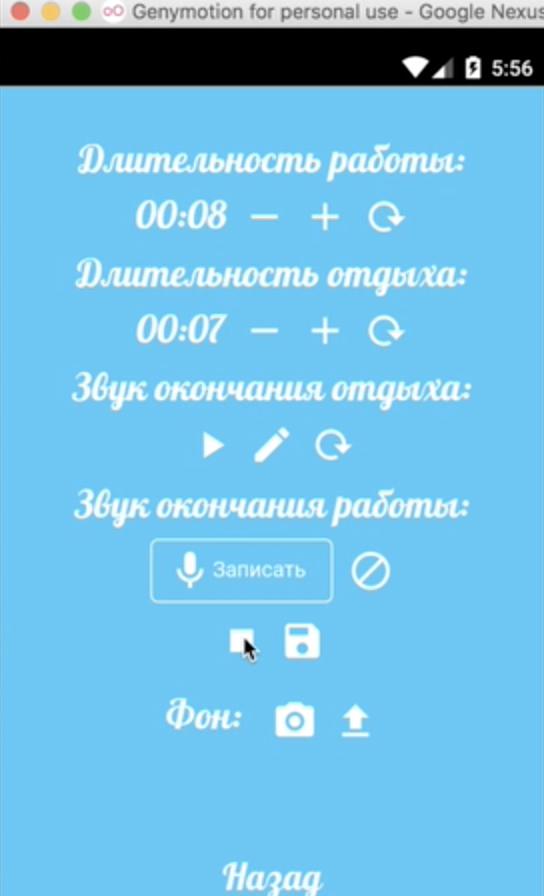 Genymotion for personal use - Google Nexus
5:56
Длительность работы:
00:08 − +
Длительность отдыха:
00:07 − +
Звук окончания отдыха:
Звук окончания работы:
Записать
Фон:
Назад